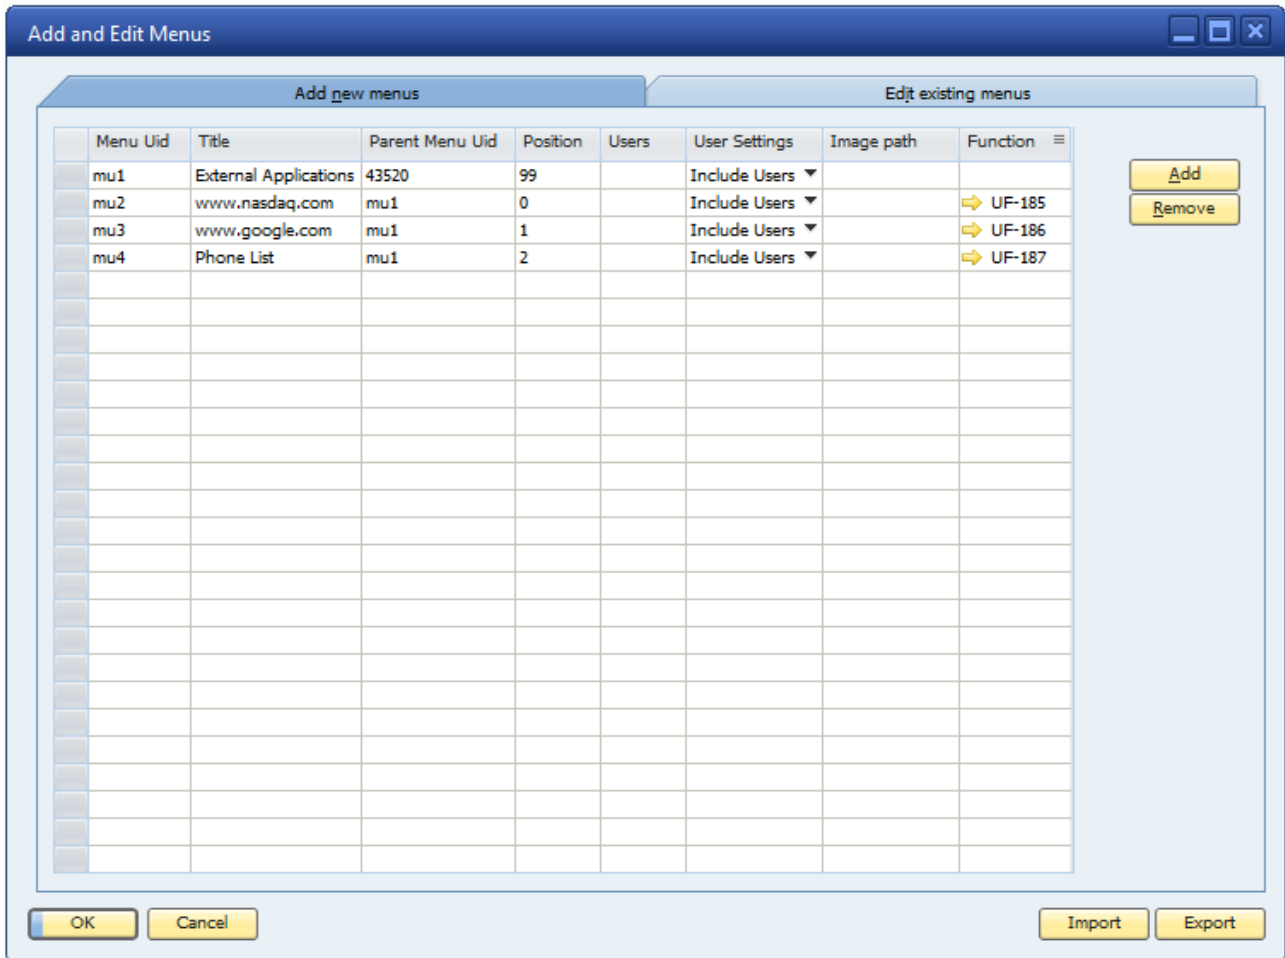 Add and Edit Menus
Add new menus Edit existing menus
Menu Uid Title Parent Menu Uid Position Users User Settings Image path Function
mu1 External Applications 43520 99 Include Users
mu2 www.nasdaq.com mu1 0 Include Users UF-185
mu3 www.google.com mu1 1 Include Users UF-186
mu4 Phone List mu1 2 Include Users UF-187
Add
Remove
OK Cancel Import Export